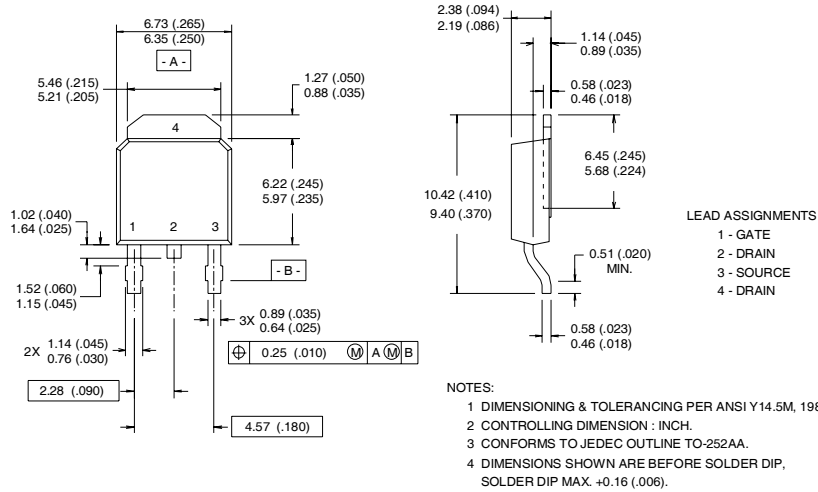 6.73 (.265)
6.35 (.250)
- A -
5.46 (.215)
5.21 (.205)
1.27 (.050)
0.88 (.035)
4
6.22 (.245)
5.97 (.235)
1.02 (.040)
1.64 (.025)
1 2 3
1.52 (.060)
1.15 (.045)
- B -
3X 0.89 (.035)
0.64 (.025)
2X 1.14 (.045)
0.76 (.030)
⌖ 0.25 (.010) Ⓜ A Ⓜ B
2.28 (.090)
4.57 (.180)
2.38 (.094)
2.19 (.086)
1.14 (.045)
0.89 (.035)
0.58 (.023)
0.46 (.018)
6.45 (.245)
5.68 (.224)
10.42 (.410)
9.40 (.370)
0.51 (.020)
MIN.
0.58 (.023)
0.46 (.018)
LEAD ASSIGNMENTS
1 - GATE
2 - DRAIN
3 - SOURCE
4 - DRAIN
NOTES:
1 DIMENSIONING & TOLERANCING PER ANSI Y14.5M,
2 CONTROLLING DIMENSION : INCH.
3 CONFORMS TO JEDEC OUTLINE TO-252AA.
4 DIMENSIONS SHOWN ARE BEFORE SOLDER DIP,
SOLDER DIP MAX. +0.16 (.006).